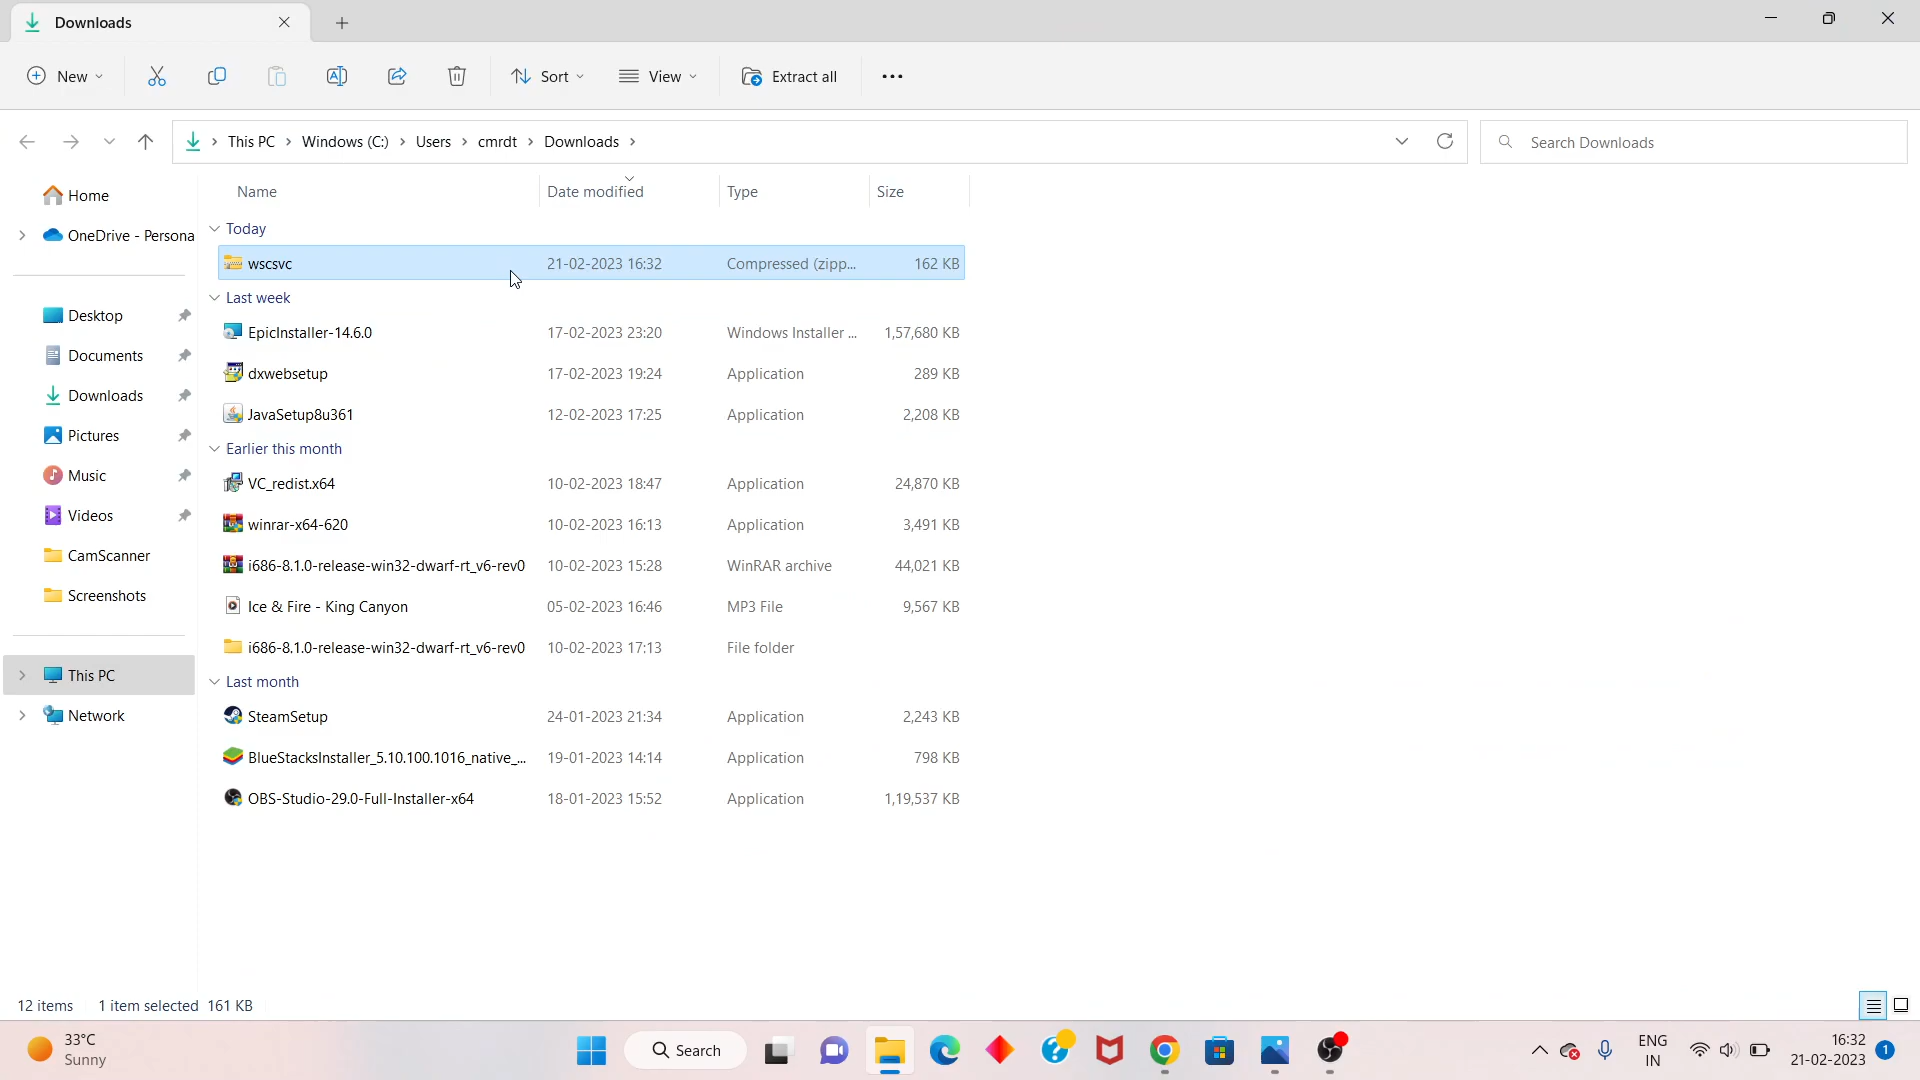 Downloads
New
Sort
View
Extract all
This PC > Windows (C:) > Users > cmrdt > Downloads >
Search Downloads
Name Date modified Type Size
Today
wscsvc 21-02-2023 16:32 Compressed (zipp... 162 KB
Last week
EpicInstaller-14.6.0 17-02-2023 23:20 Windows Installer ... 1,57,680 KB
dxwebsetup 17-02-2023 19:24 Application 289 KB
JavaSetup8u361 12-02-2023 17:25 Application 2,208 KB
Earlier this month
VC_redist.x64 10-02-2023 18:47 Application 24,870 KB
winrar-x64-620 10-02-2023 16:13 Application 3,491 KB
i686-8.1.0-release-win32-dwarf-rt_v6-rev0 10-02-2023 15:28 WinRAR archive 44,021 KB
Ice & Fire - King Canyon 05-02-2023 16:46 MP3 File 9,567 KB
i686-8.1.0-release-win32-dwarf-rt_v6-rev0 10-02-2023 17:13 File folder
Last month
SteamSetup 24-01-2023 21:34 Application 2,243 KB
BlueStacksInstaller_5.10.100.1016_native_... 19-01-2023 14:14 Application 798 KB
OBS-Studio-29.0-Full-Installer-x64 18-01-2023 15:52 Application 1,19,537 KB
Home
OneDrive - Persona
Desktop
Documents
Downloads
Pictures
Music
Videos
CamScanner
Screenshots
This PC
Network
12 items 1 item selected 161 KB
33°C
Sunny
Search
ENG
IN
16:32
21-02-2023
1